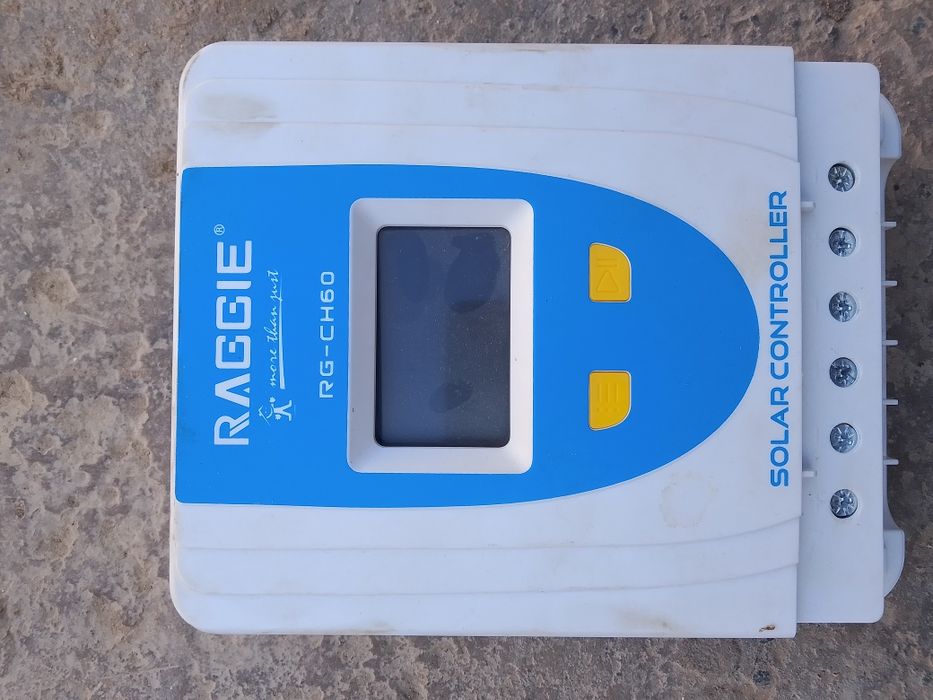 RAGGIE®
more than just
RG-CH60
SOLAR CONTROLLER